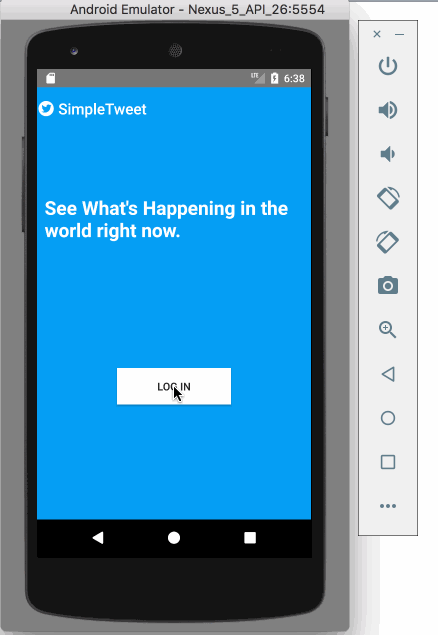 Android Emulator - Nexus_5_API_26:5554
LTE 6:38
SimpleTweet
See What's Happening in the
world right now.
LOG IN